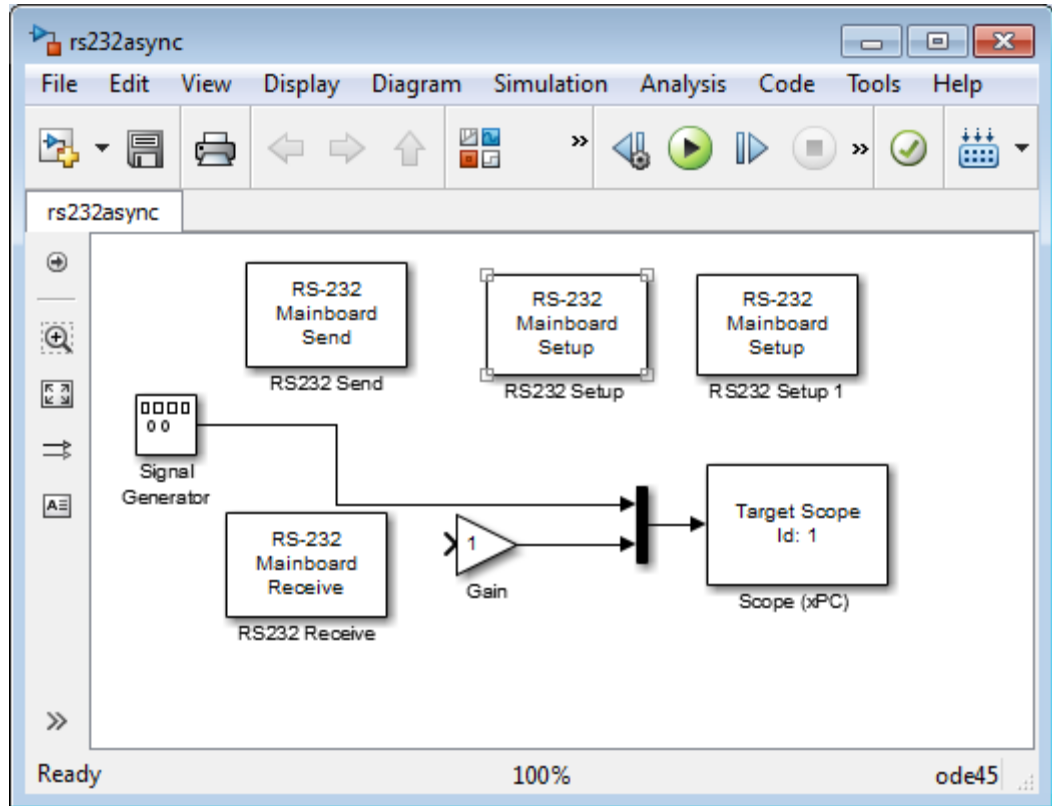 rs232async
File Edit View Display Diagram Simulation Analysis Code Tools Help
rs232async
RS-232
Mainboard
Send
RS232 Send
RS-232
Mainboard
Setup
RS232 Setup
RS-232
Mainboard
Setup
RS232 Setup 1
Signal
Generator
RS-232
Mainboard
Receive
RS232 Receive
1
Gain
Target Scope
Id: 1
Scope (xPC)
Ready 100% ode45